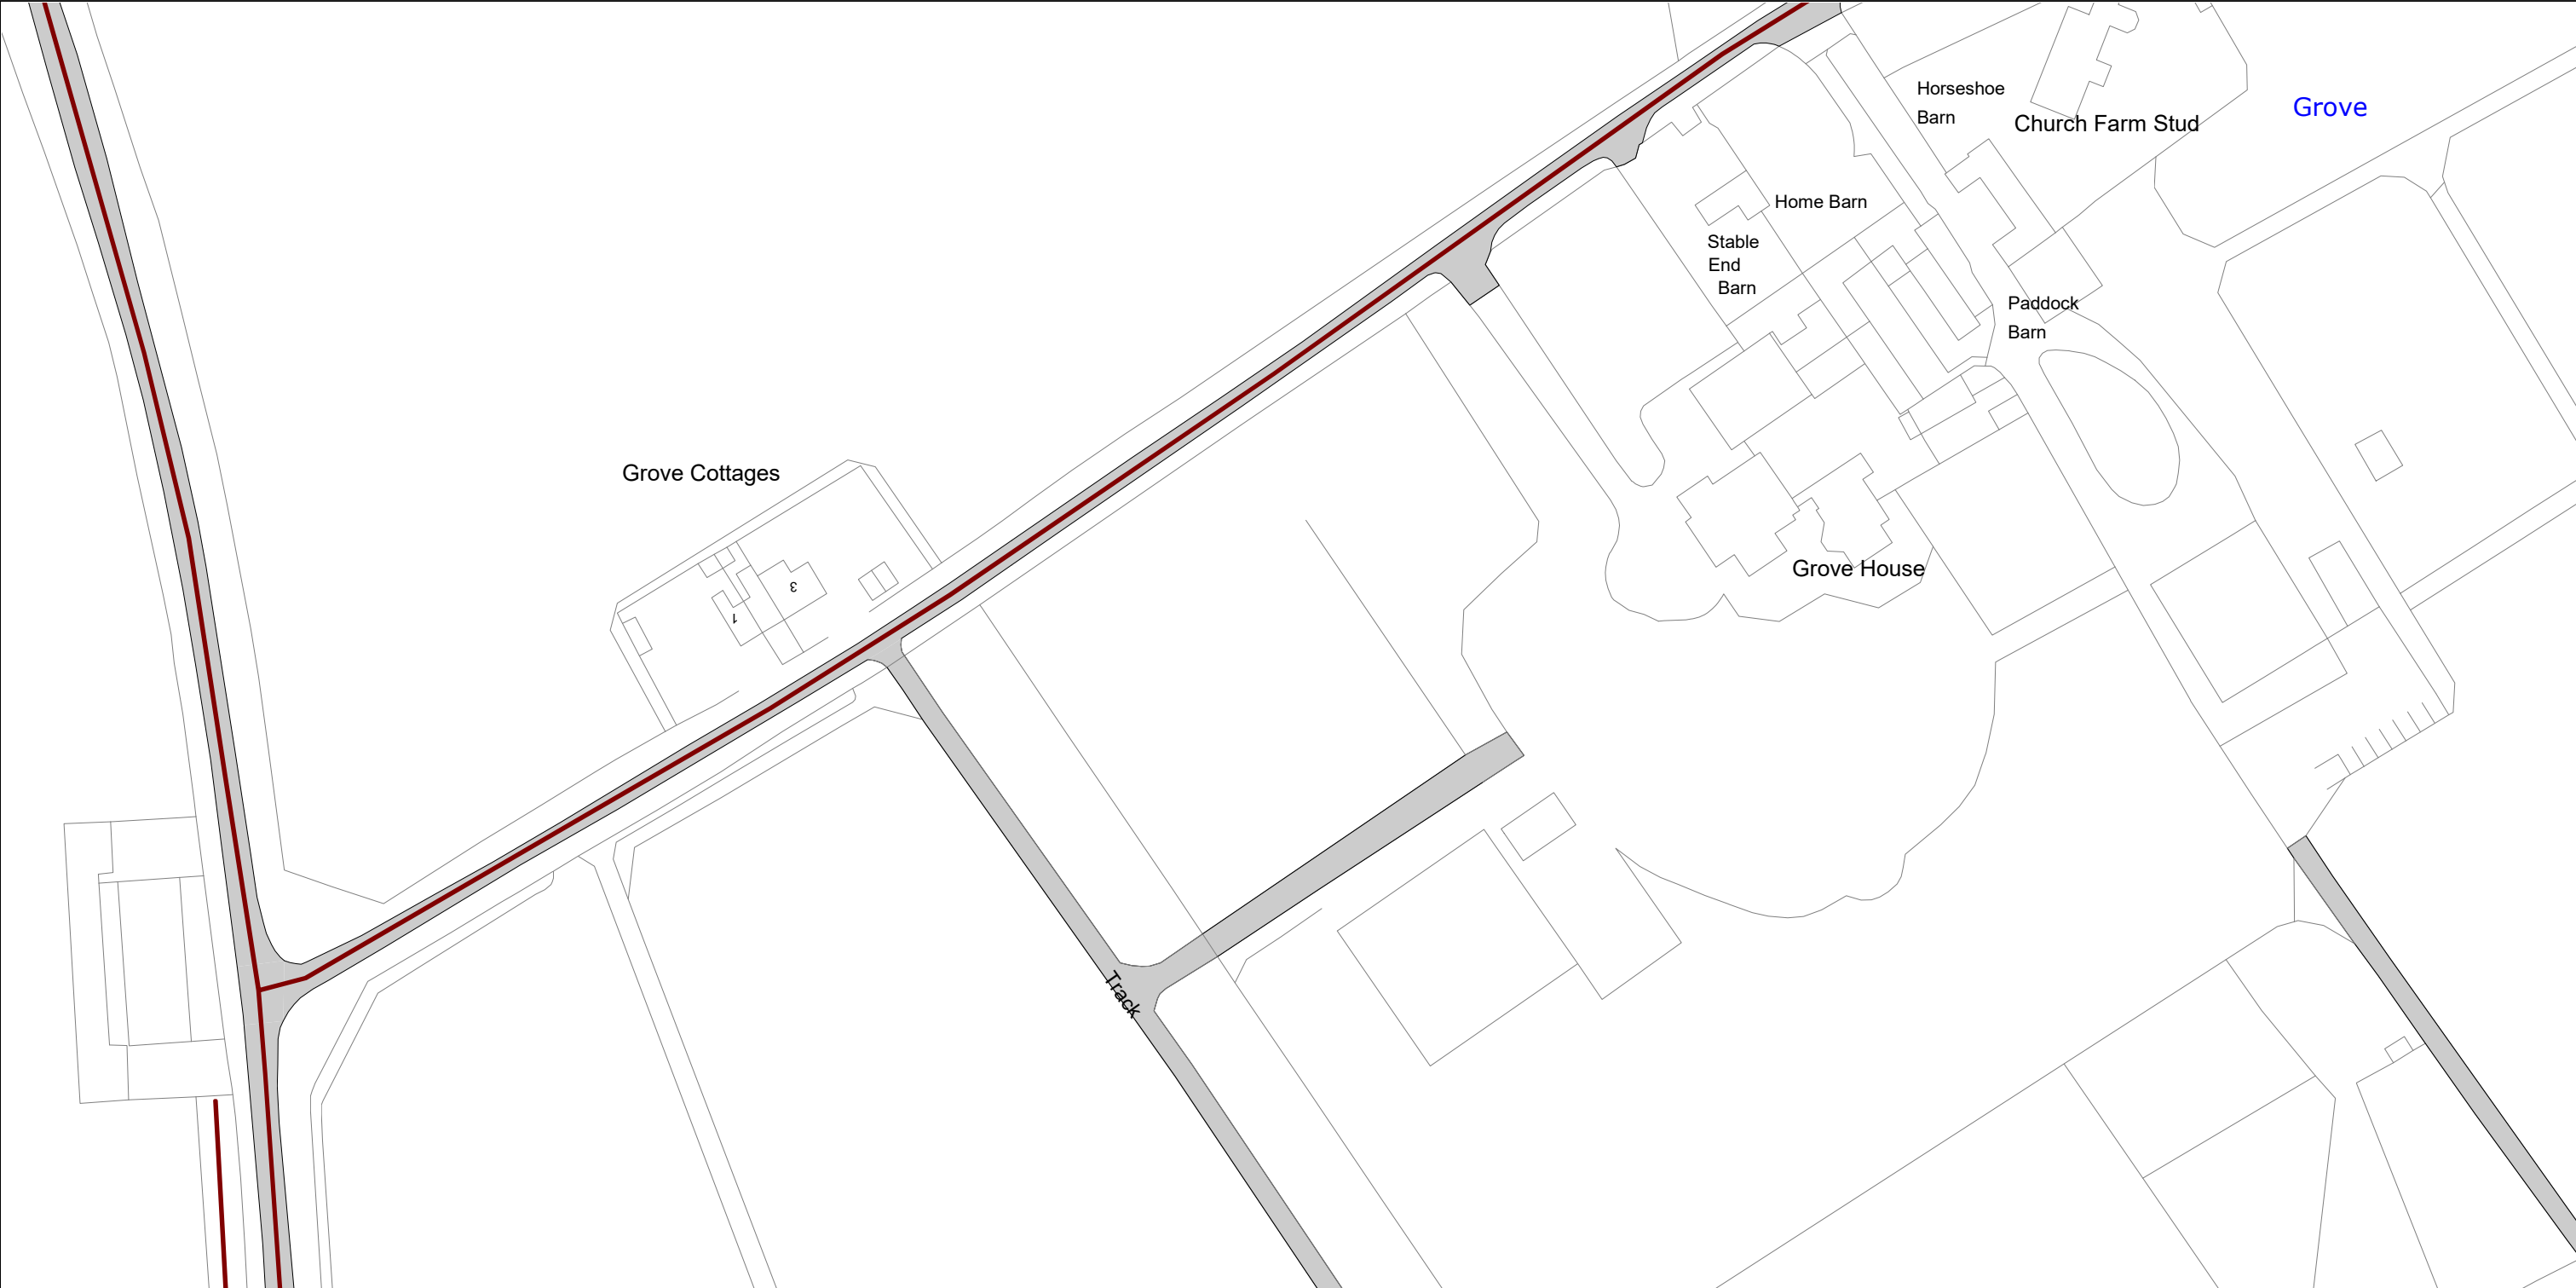 Horseshoe
Barn
Grove
Church Farm Stud
Home Barn
Stable
End
Barn
Paddock
Barn
Grove Cottages
3
1
Grove House
Track